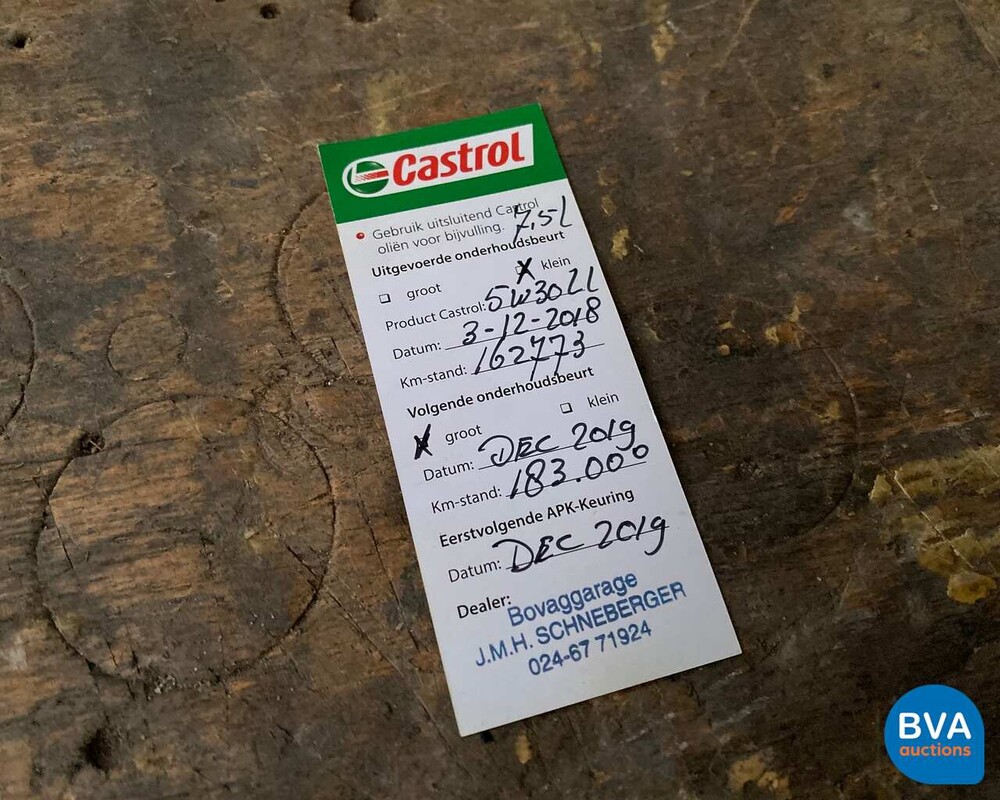 Castrol
Gebruik uitsluitend Castrol
oliën voor bijvulling. 7,5l
Uitgevoerde onderhoudsbeurt
groot klein
Product Castrol: 5W30LL
Datum: 3-12-2018
Km-stand: 162773
Volgende onderhoudsbeurt
groot klein
Datum: DEC 2019
Km-stand: 183.000
Eerstvolgende APK-Keuring
Datum: DEC 2019
Dealer:
Bovaggarage
J.M.H. SCHNEBERGER
024-67 71924
BVA
auctions